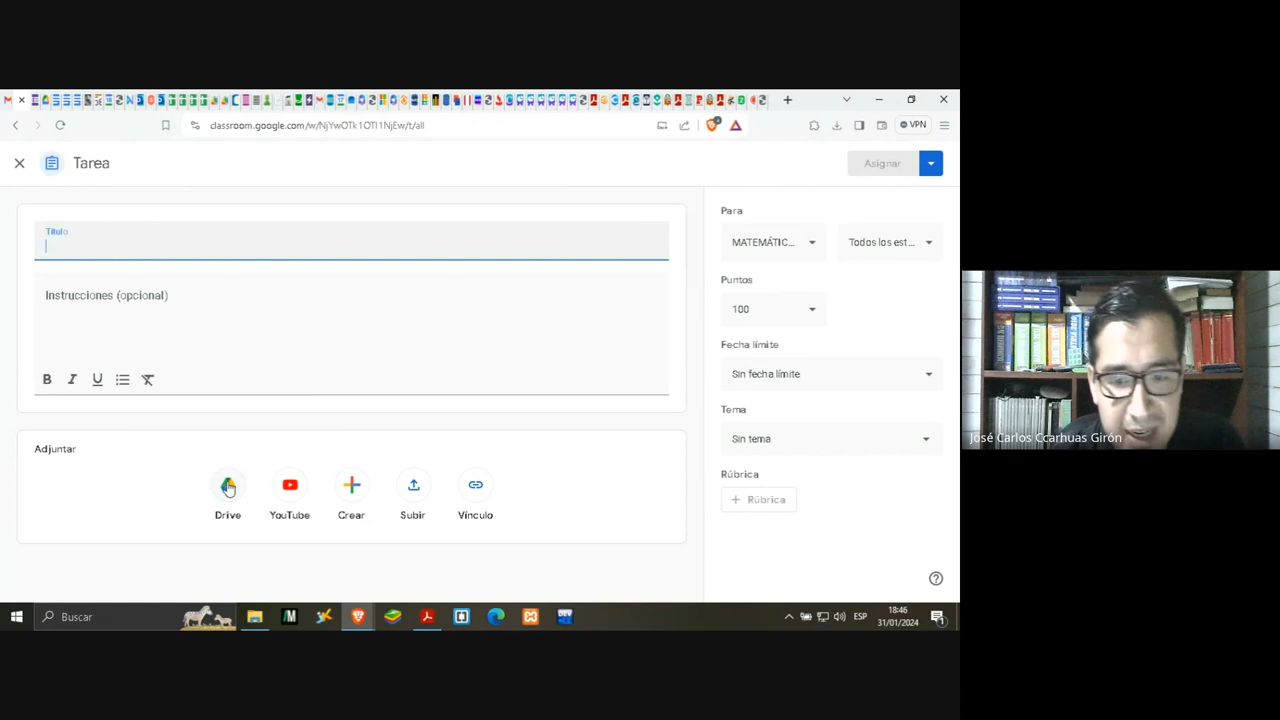 classroom.google.com/w/NjYwOTk1OTI1NjEw/t/all
VPN
Tarea
Asignar
Título
Instrucciones (opcional)
B I U
Adjuntar
Drive YouTube Crear Subir Vínculo
Para
MATEMÁTIC... Todos los est...
Puntos
100
Fecha límite
Sin fecha límite
Tema
Sin tema
Rúbrica
+ Rúbrica
José Carlos Ccarhuas Girón
Buscar
ESP
18:46
31/01/2024